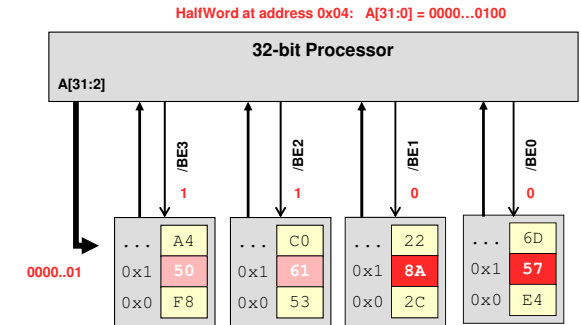 HalfWord at address 0x04: A[31:0] = 0000...0100
32-bit Processor
A[31:2]
/BE3
/BE2
/BE1
/BE0
1
1
0
0
0000..01
... A4
0x1 50
0x0 F8
... C0
0x1 61
0x0 53
... 22
0x1 8A
0x0 2C
... 6D
0x1 57
0x0 E4